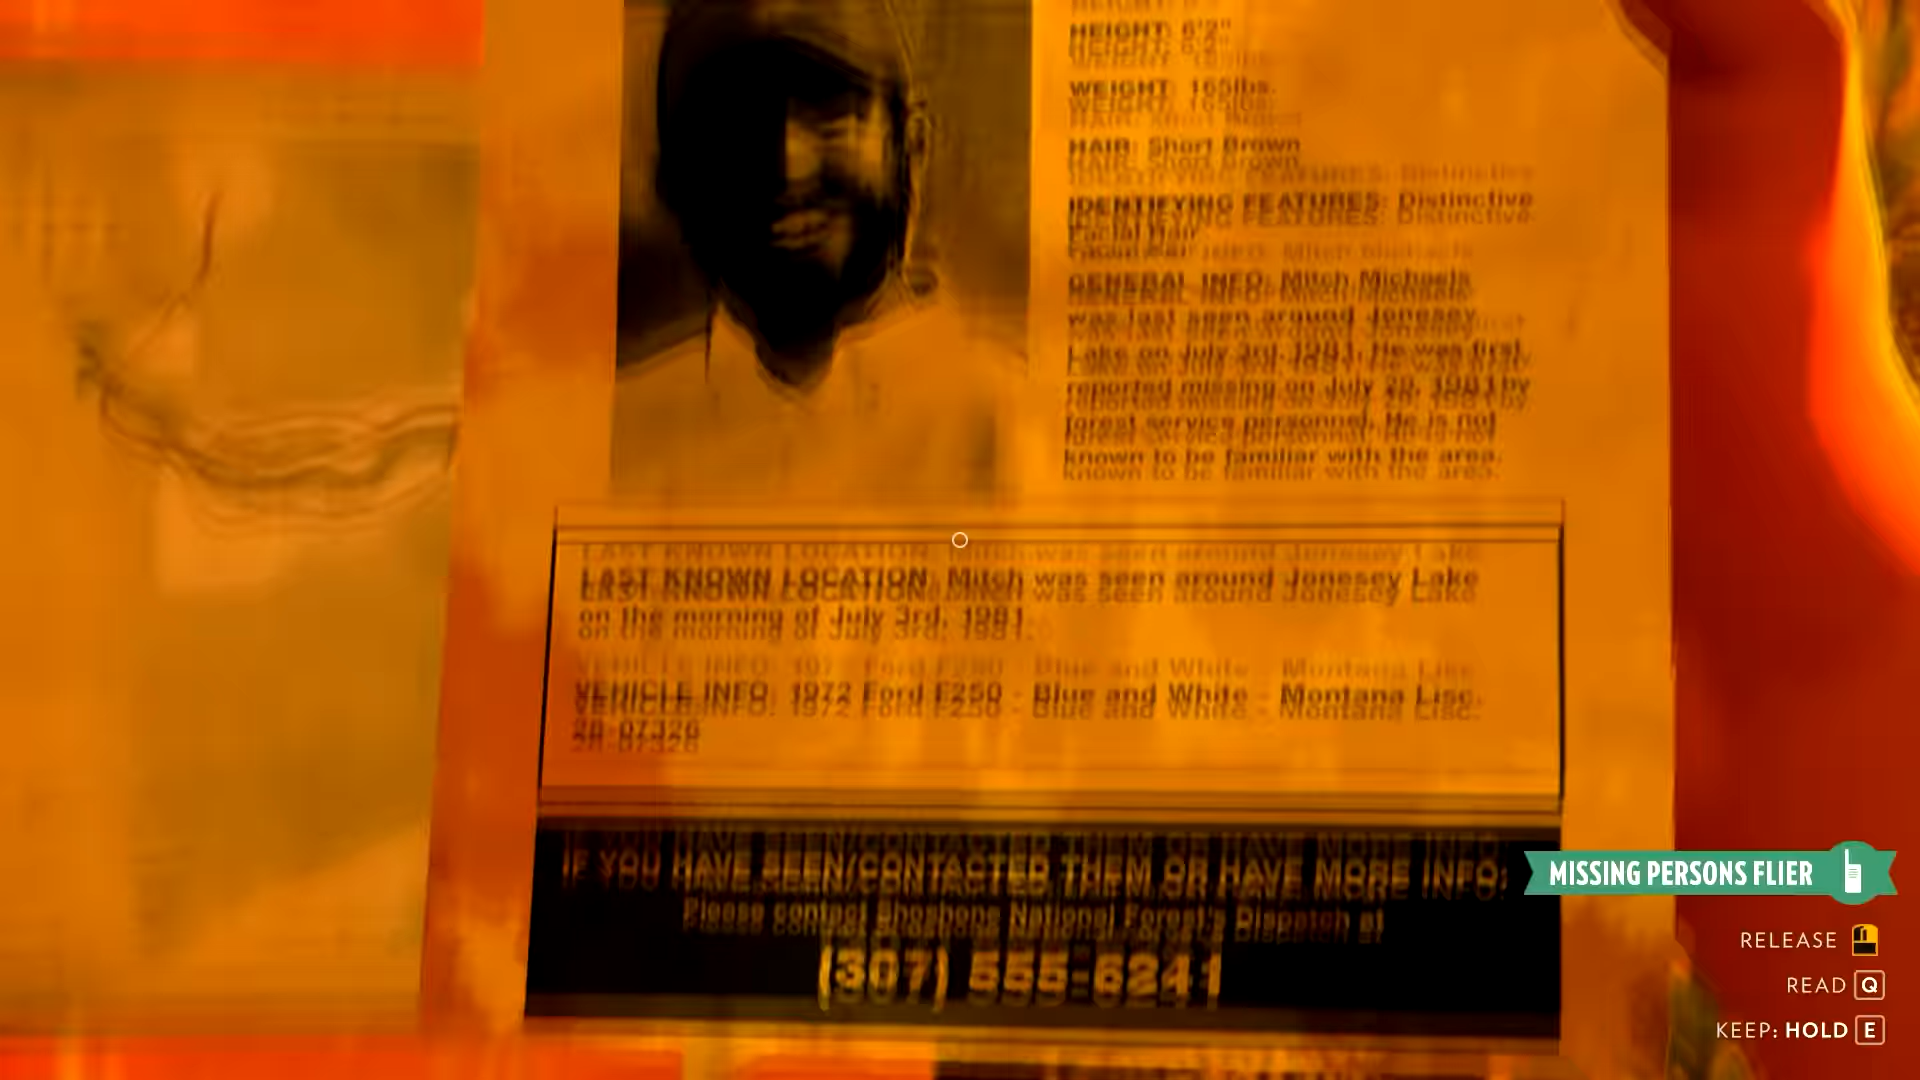 HEIGHT: 6'2"
WEIGHT: 165lbs.
HAIR: Short Brown
IDENTIFYING FEATURES: Distinctive
Facial Hair
GENERAL INFO: Mitch Michaels
was last seen around Jonesey
Lake on July 3rd, 1981. He was first
reported missing on July 29, 1981 by
forest service personnel. He is not
known to be familiar with the area.
LAST KNOWN LOCATION: Mitch was seen around Jonesey Lake
on the morning of July 3rd, 1981.
VEHICLE INFO: 1972 Ford F250 - Blue and White - Montana Lisc.
28-07326
IF YOU HAVE SEEN/CONTACTED THEM OR HAVE MORE INFO:
Please contact Shoshone National Forest's Dispatch at
(307) 555-6241
MISSING PERSONS FLIER
RELEASE
READ Q
KEEP: HOLD E